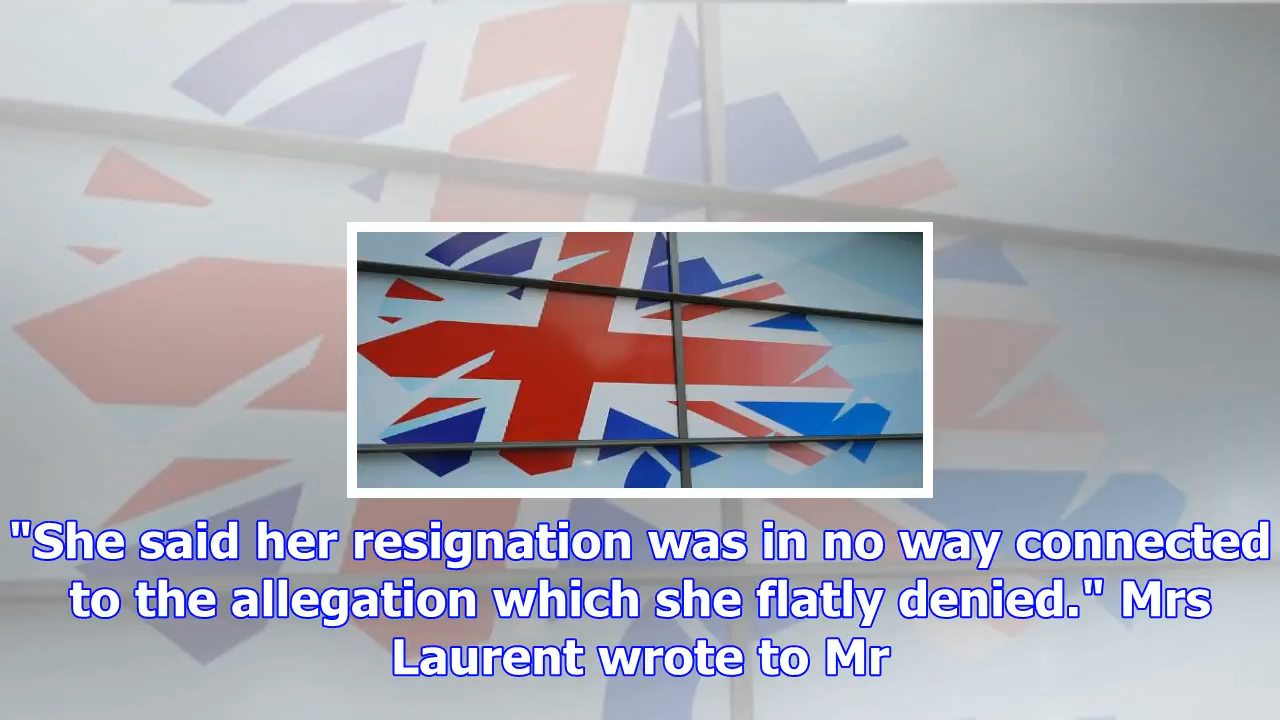 "She said her resignation was in no way connected
to the allegation which she flatly denied." Mrs
Laurent wrote to Mr